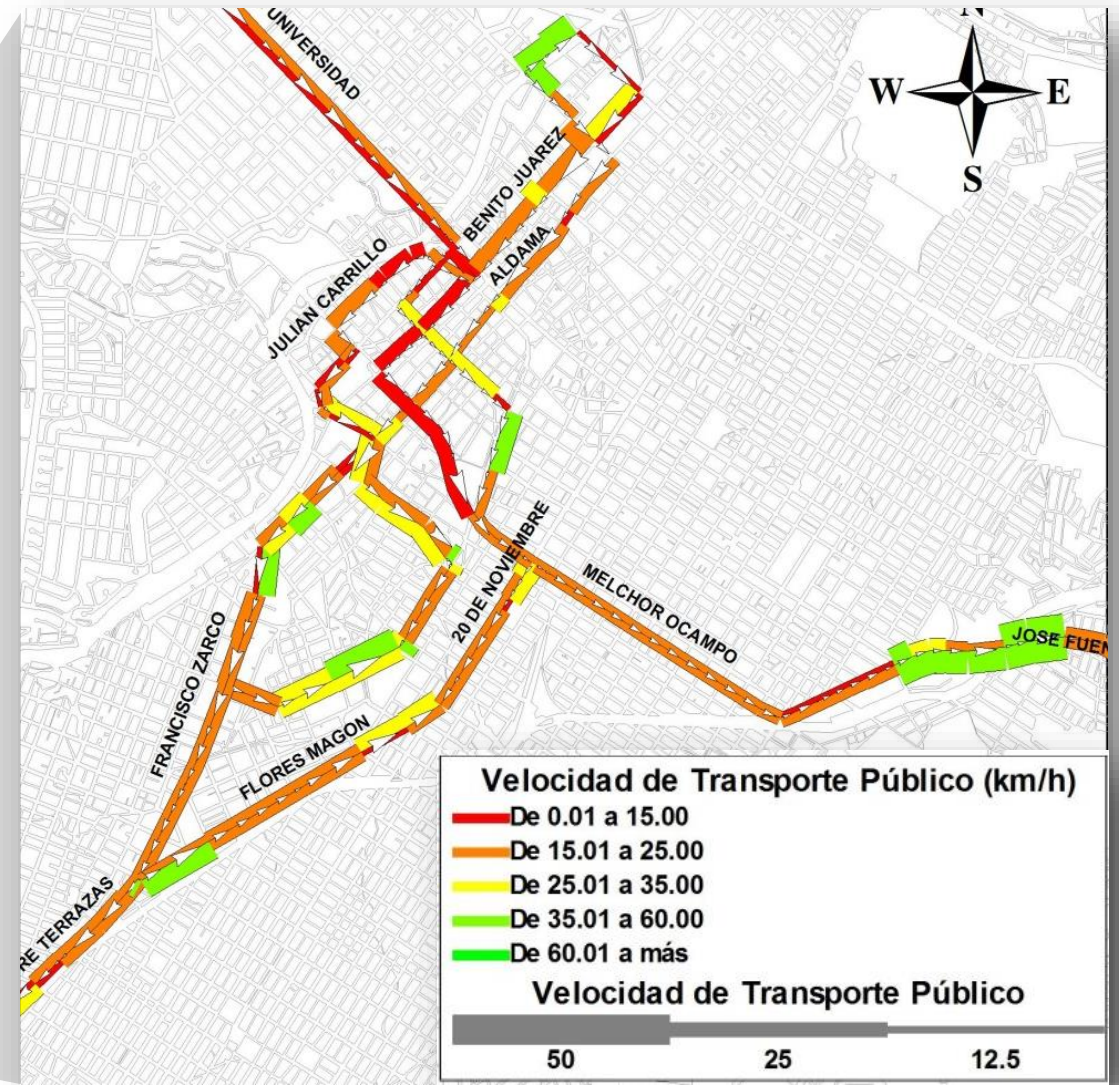 N
W E
S
UNIVERSIDAD
BENITO JUAREZ
ALDAMA
JULIAN CARRILLO
20 DE NOVIEMBRE
MELCHOR OCAMPO
JOSE FUEN
FRANCISCO ZARCO
FLORES MAGON
RE TERRAZAS
Velocidad de Transporte Público (km/h)
De 0.01 a 15.00
De 15.01 a 25.00
De 25.01 a 35.00
De 35.01 a 60.00
De 60.01 a más
Velocidad de Transporte Público
50 25 12.5